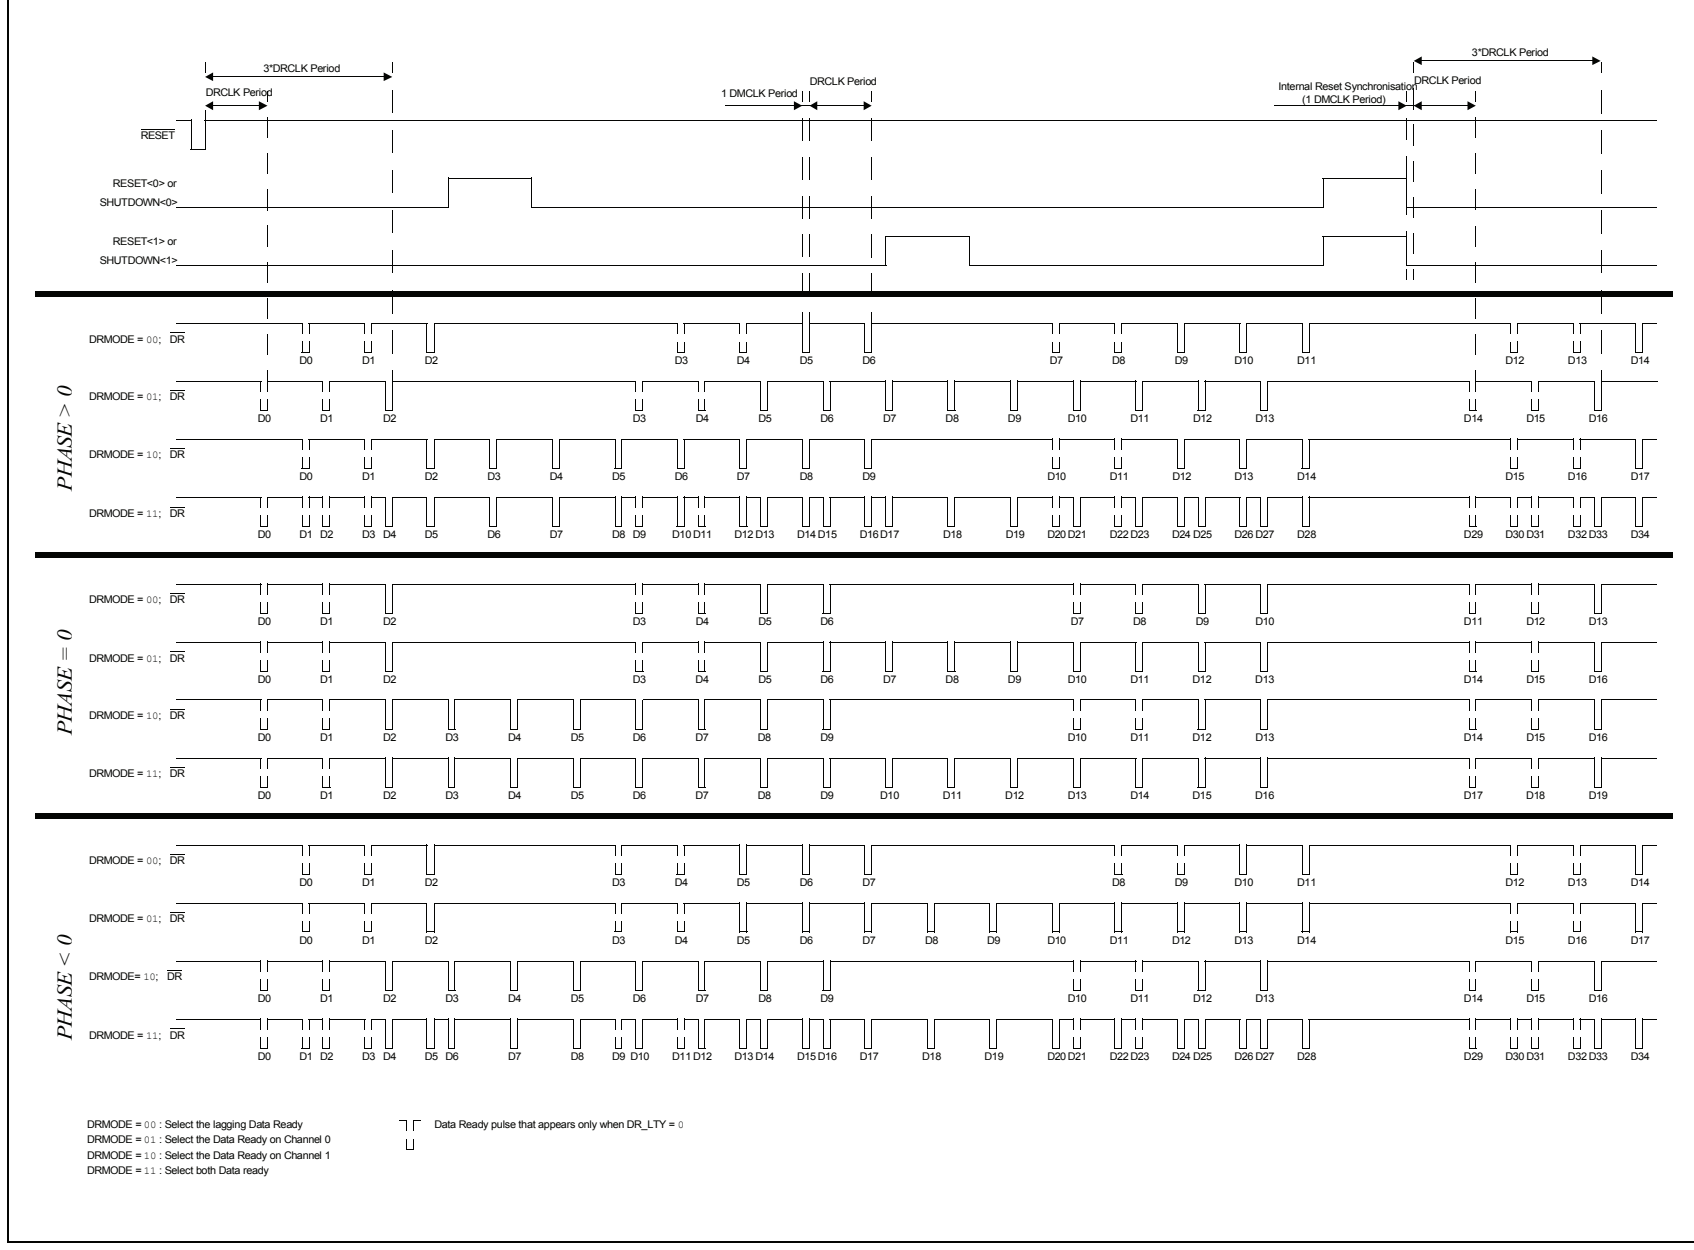 3*DRCLK Period
3*DRCLK Period
DRCLK Period
1 DMCLK Period
DRCLK Period
Internal Reset Synchronisation
(1 DMCLK Period)
DRCLK Period
RESET
RESET<0> or
SHUTDOWN<0>
RESET<1> or
SHUTDOWN<1>
PHASE > 0
DRMODE = 00; DR
D0 D1 D2 D3 D4 D5 D6 D7 D8 D9 D10 D11 D12 D13 D14
DRMODE = 01; DR
D0 D1 D2 D3 D4 D5 D6 D7 D8 D9 D10 D11 D12 D13 D14 D15 D16
DRMODE = 10; DR
D0 D1 D2 D3 D4 D5 D6 D7 D8 D9 D10 D11 D12 D13 D14 D15 D16 D17
DRMODE = 11; DR
D0 D1 D2 D3 D4 D5 D6 D7 D8 D9 D10 D11 D12 D13 D14 D15 D16 D17 D18 D19 D20 D21 D22 D23 D24 D25 D26 D27 D28 D29 D30 D31 D32 D33 D34
PHASE = 0
DRMODE = 00; DR
D0 D1 D2 D3 D4 D5 D6 D7 D8 D9 D10 D11 D12 D13
DRMODE = 01; DR
D0 D1 D2 D3 D4 D5 D6 D7 D8 D9 D10 D11 D12 D13 D14 D15 D16
DRMODE = 10; DR
D0 D1 D2 D3 D4 D5 D6 D7 D8 D9 D10 D11 D12 D13 D14 D15 D16
DRMODE = 11; DR
D0 D1 D2 D3 D4 D5 D6 D7 D8 D9 D10 D11 D12 D13 D14 D15 D16 D17 D18 D19
PHASE < 0
DRMODE = 00; DR
D0 D1 D2 D3 D4 D5 D6 D7 D8 D9 D10 D11 D12 D13 D14
DRMODE = 01; DR
D0 D1 D2 D3 D4 D5 D6 D7 D8 D9 D10 D11 D12 D13 D14 D15 D16 D17
DRMODE= 10; DR
D0 D1 D2 D3 D4 D5 D6 D7 D8 D9 D10 D11 D12 D13 D14 D15 D16
DRMODE = 11; DR
D0 D1 D2 D3 D4 D5 D6 D7 D8 D9 D10 D11 D12 D13 D14 D15 D16 D17 D18 D19 D20 D21 D22 D23 D24 D25 D26 D27 D28 D29 D30 D31 D32 D33 D34
DRMODE = 00 : Select the lagging Data Ready
DRMODE = 01 : Select the Data Ready on Channel 0
DRMODE = 10 : Select the Data Ready on Channel 1
DRMODE = 11 : Select both Data ready
Data Ready pulse that appears only when DR_LTY = 0